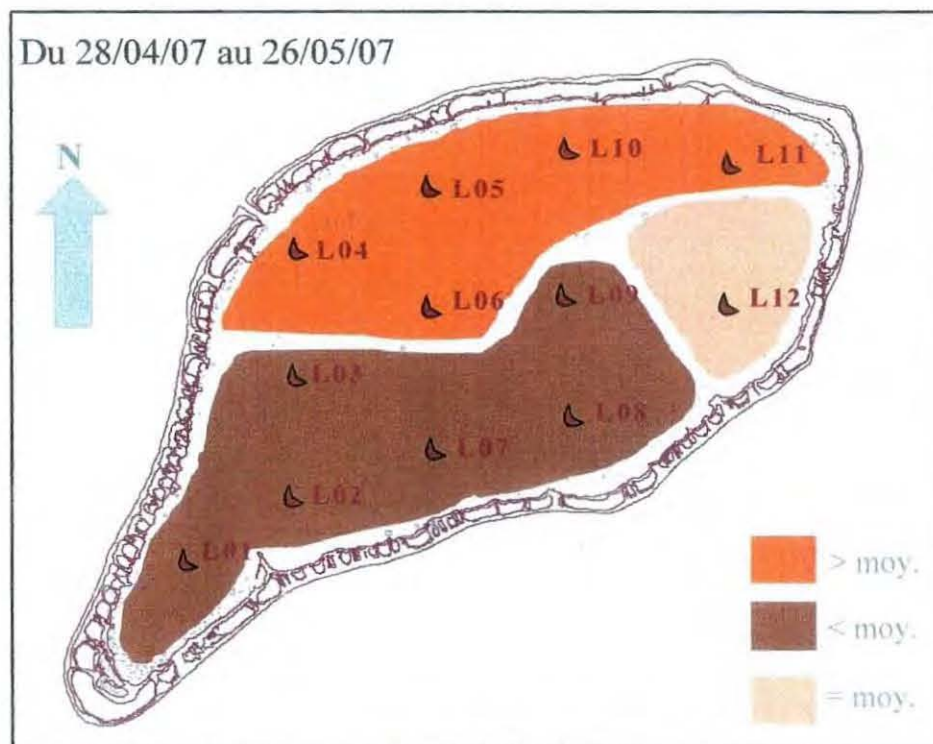 Du 28/04/07 au 26/05/07
N
L10
L11
L05
L04
L06
L09
L12
L03
L08
L07
L02
L01
> moy.
< moy.
= moy.